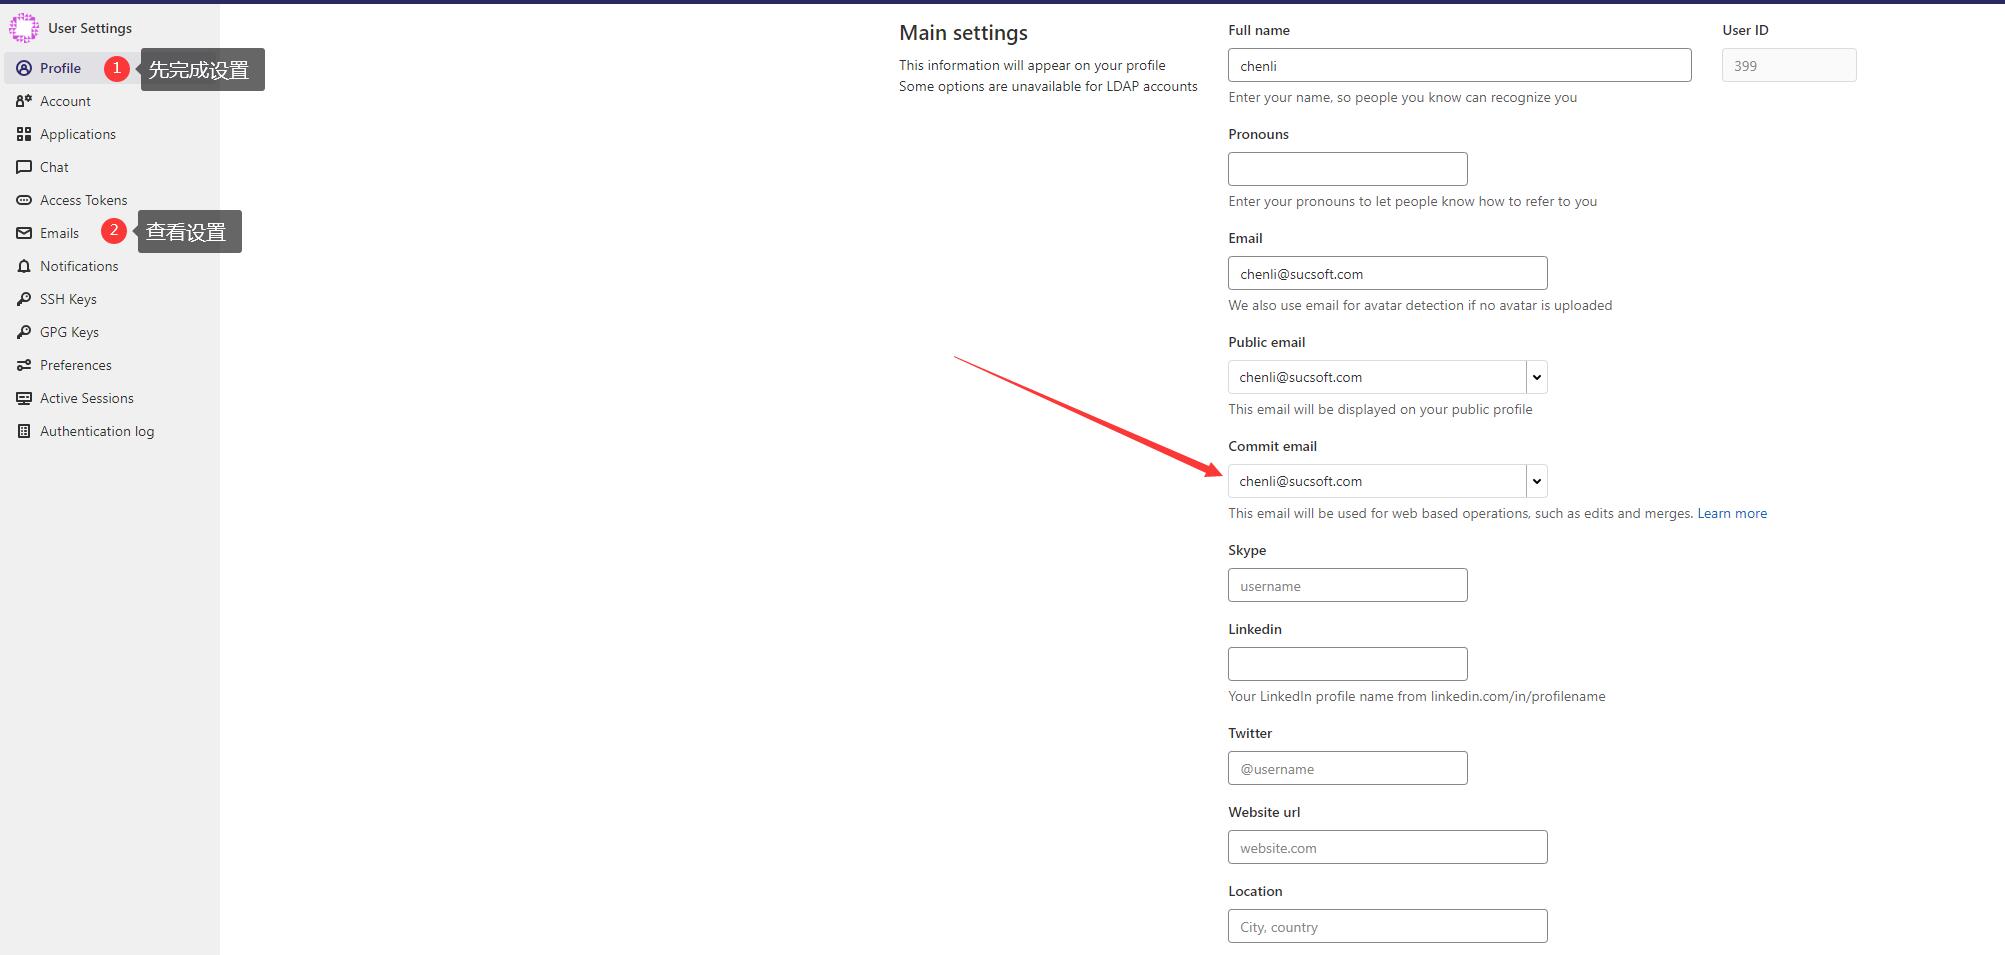 User Settings
Profile
1
先完成设置
Account
Applications
Chat
Access Tokens
Emails
2
查看设置
Notifications
SSH Keys
GPG Keys
Preferences
Active Sessions
Authentication log
Main settings
This information will appear on your profile
Some options are unavailable for LDAP accounts
Full name
chenli
Enter your name, so people you know can recognize you
User ID
399
Pronouns
Enter your pronouns to let people know how to refer to you
Email
chenli@sucsoft.com
We also use email for avatar detection if no avatar is uploaded
Public email
chenli@sucsoft.com
This email will be displayed on your public profile
Commit email
chenli@sucsoft.com
This email will be used for web based operations, such as edits and merges. Learn more
Skype
username
Linkedin
Your LinkedIn profile name from linkedin.com/in/profilename
Twitter
@username
Website url
website.com
Location
City, country